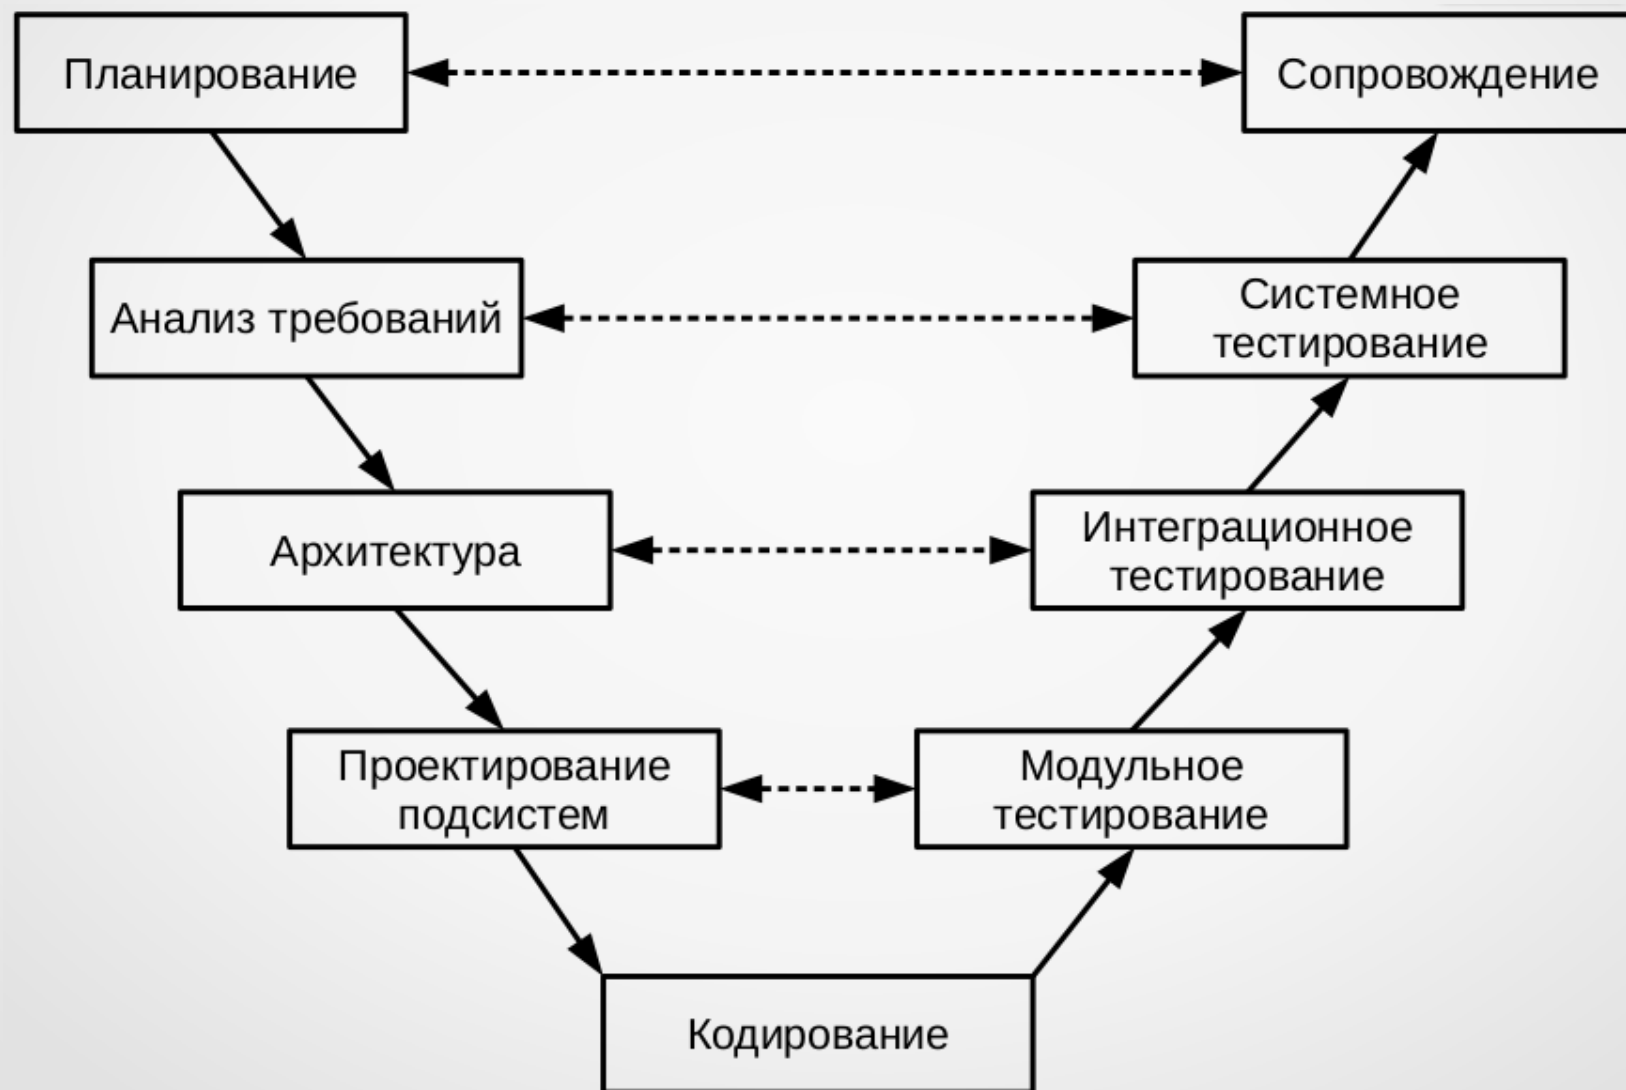 Планирование
Сопровождение
Анализ требований
Системное
тестирование
Архитектура
Интеграционное
тестирование
Проектирование
подсистем
Модульное
тестирование
Кодирование